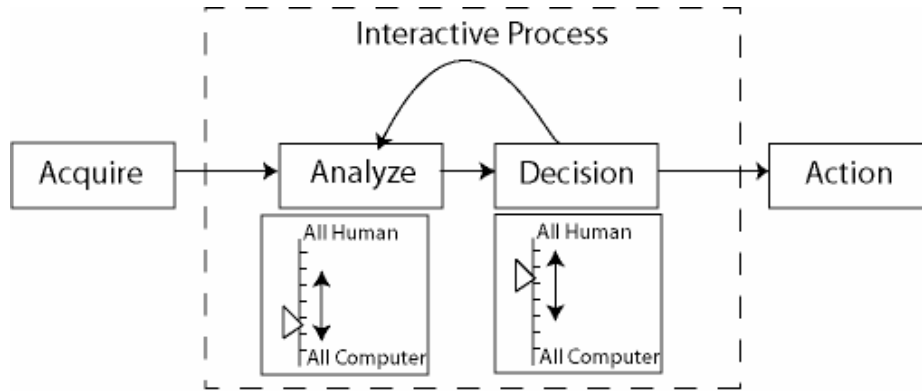 Interactive Process
Acquire
Analyze
Decision
Action
All Human
All Computer
All Human
All Computer